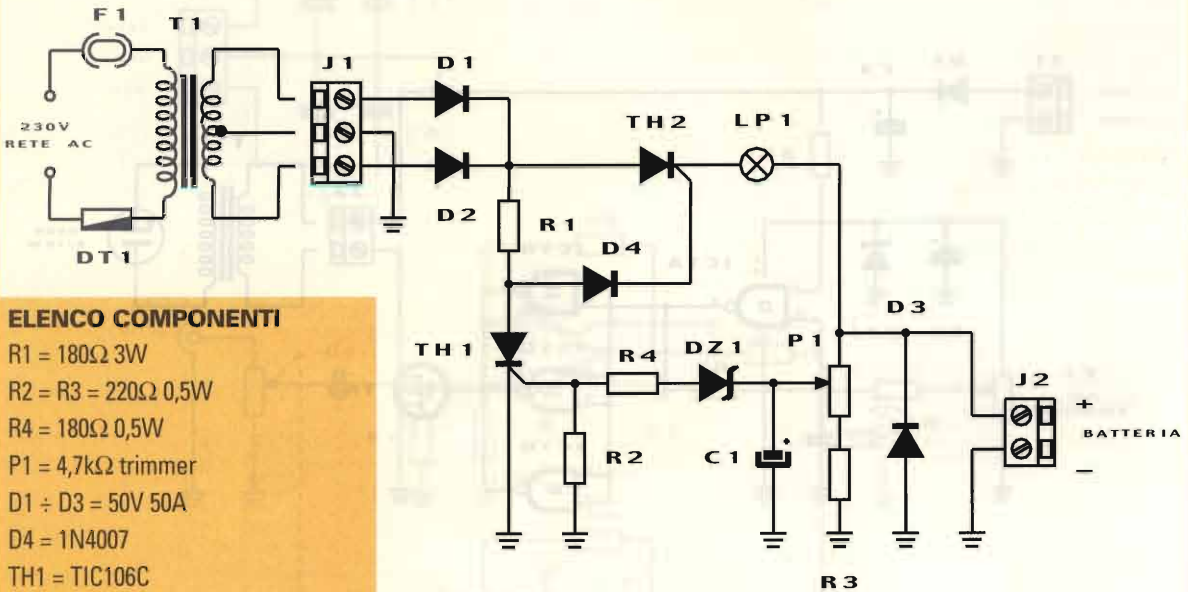 F1
T1
J1
D1
TH2
LP1
230V
RETE AC
D2
R1
DT1
D4
D3
ELENCO COMPONENTI
R1 = 180Ω 3W
R2 = R3 = 220Ω 0,5W
R4 = 180Ω 0,5W
P1 = 4,7kΩ trimmer
D1 ÷ D3 = 50V 50A
D4 = 1N4007
TH1 = TIC106C
TH1
R4
DZ1
P1
J2
+
BATTERIA
−
R2
C1
+
R3